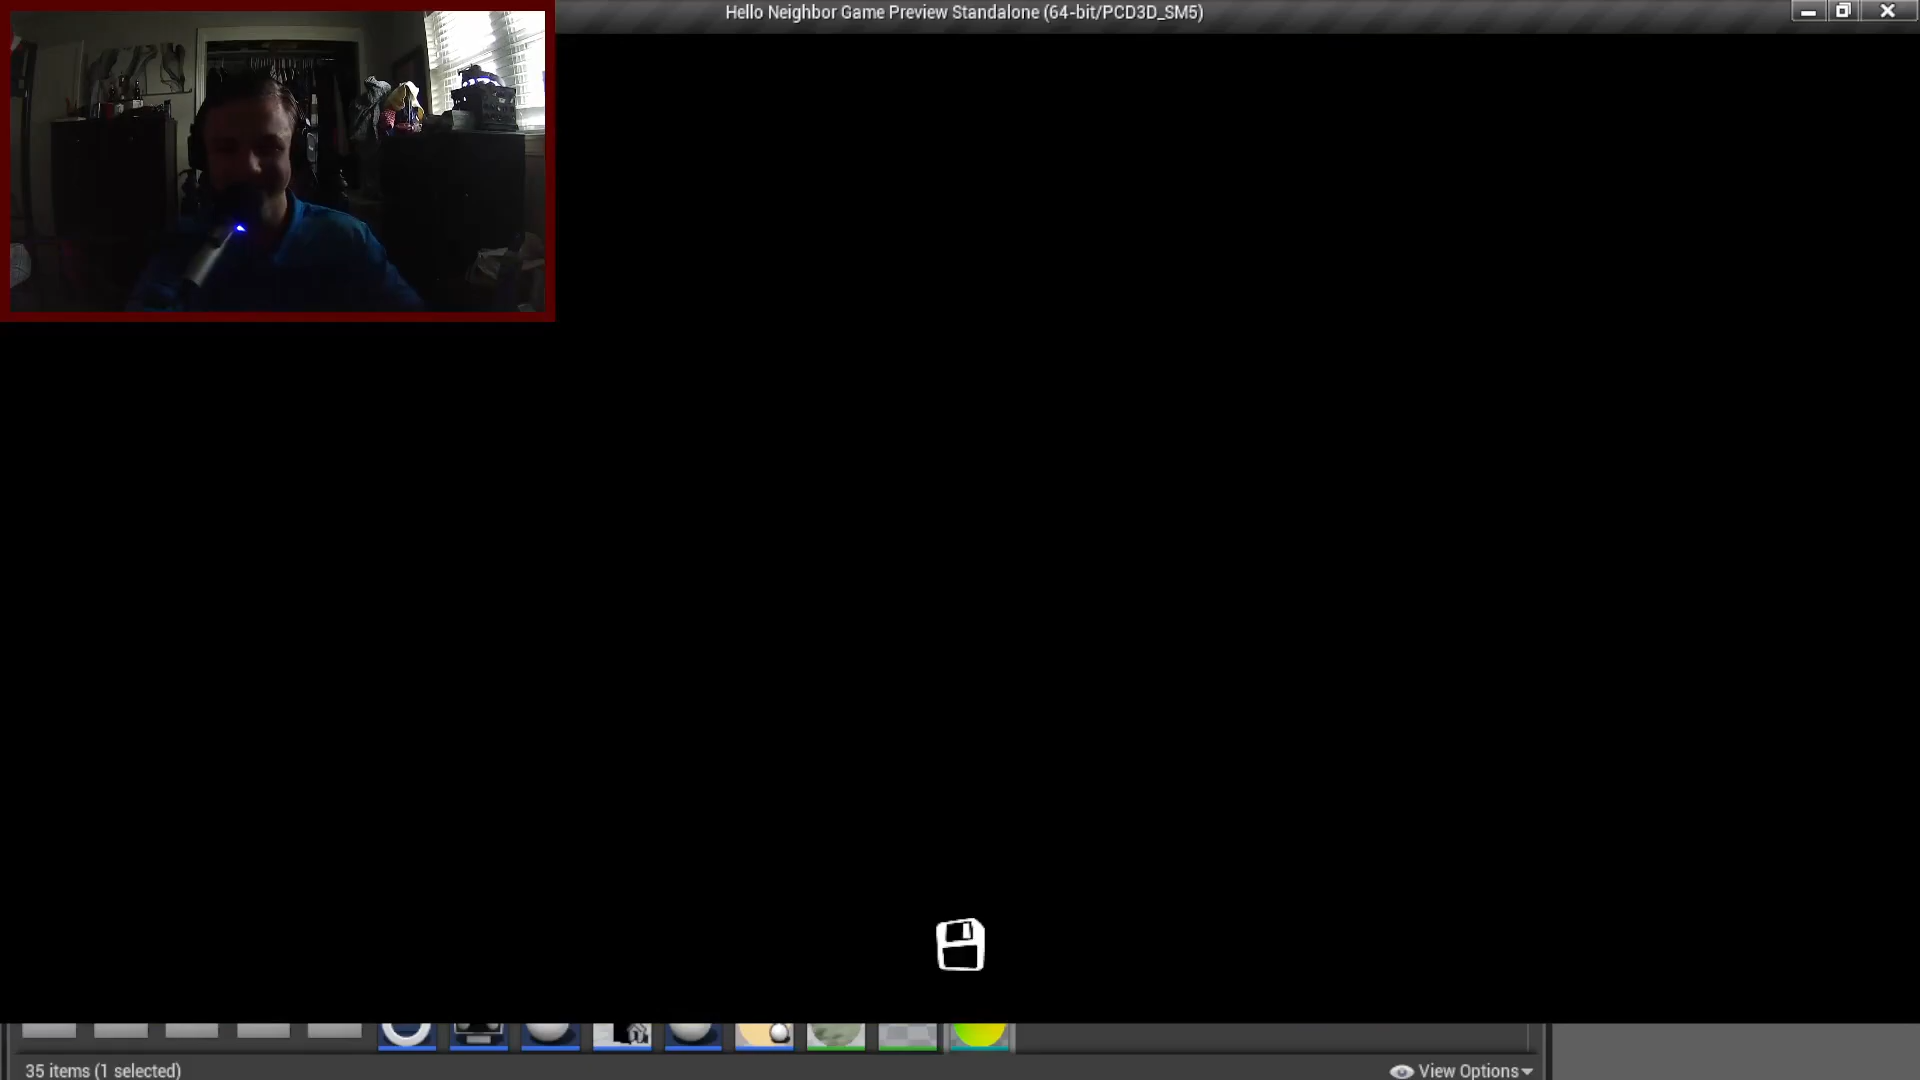 Hello Neighbor Game Preview Standalone (64-bit/PCD3D_SM5)
35 items (1 selected)
View Options